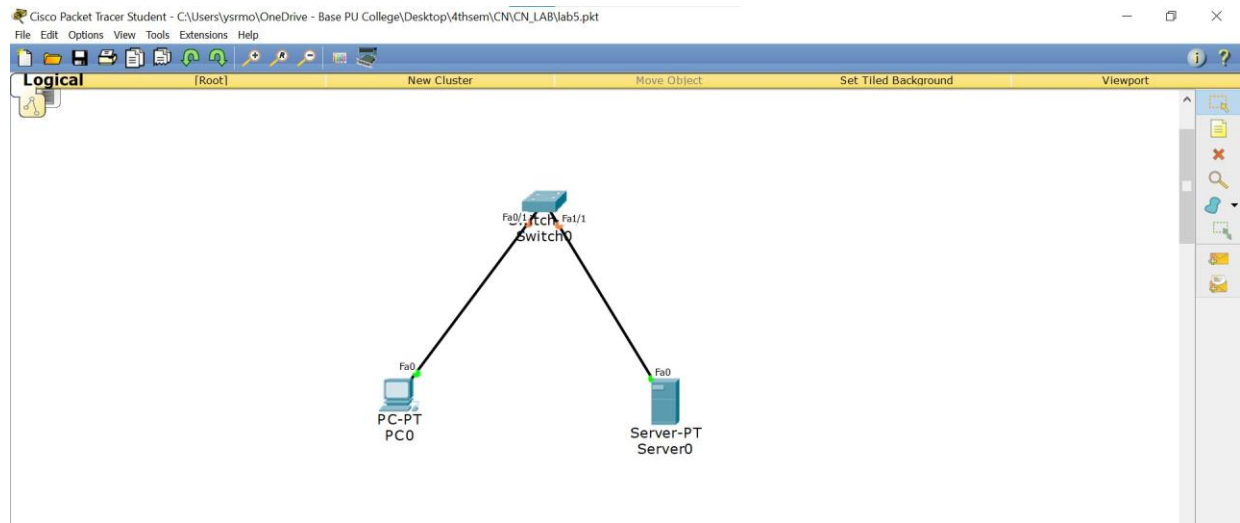 Cisco Packet Tracer Student - C:\Users\ysrmo\OneDrive - Base PU College\Desktop\4thsem\CN\CN_LAB\lab5.pkt
File Edit Options View Tools Extensions Help
Logical [Root] New Cluster Move Object Set Tiled Background Viewport
Fa0/1 Fa1/1
Switch0
Fa0
PC-PT
PC0
Fa0
Server-PT
Server0